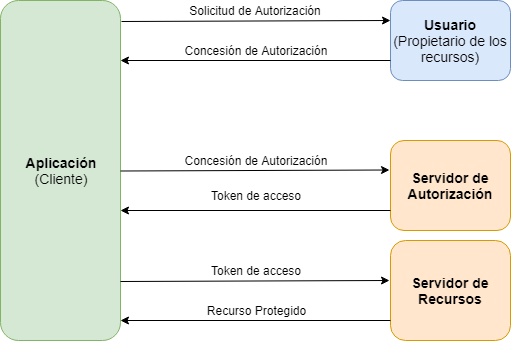 Solicitud de Autorización
Usuario
(Propietario de los
recursos)
Concesión de Autorización
Aplicación
(Cliente)
Concesión de Autorización
Servidor de
Autorización
Token de acceso
Token de acceso
Servidor de
Recursos
Recurso Protegido